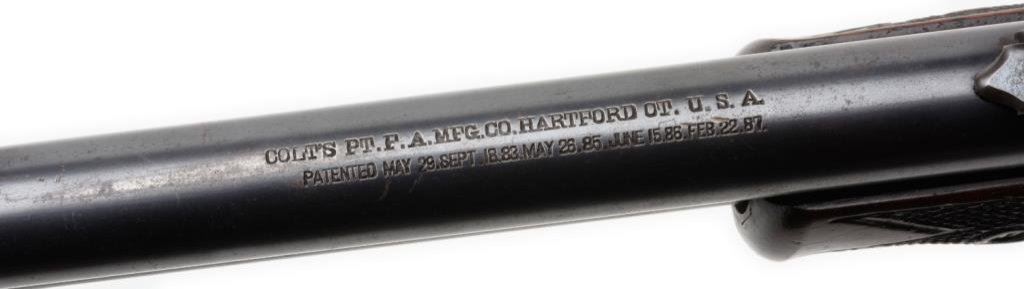 COLT'S PT. F. A. MFG. CO. HARTFORD CT. U. S. A.
PATENTED MAY 29. SEPT. 18. 83. MAY 26. 85. JUNE 15. 86. FEB. 22. 87.